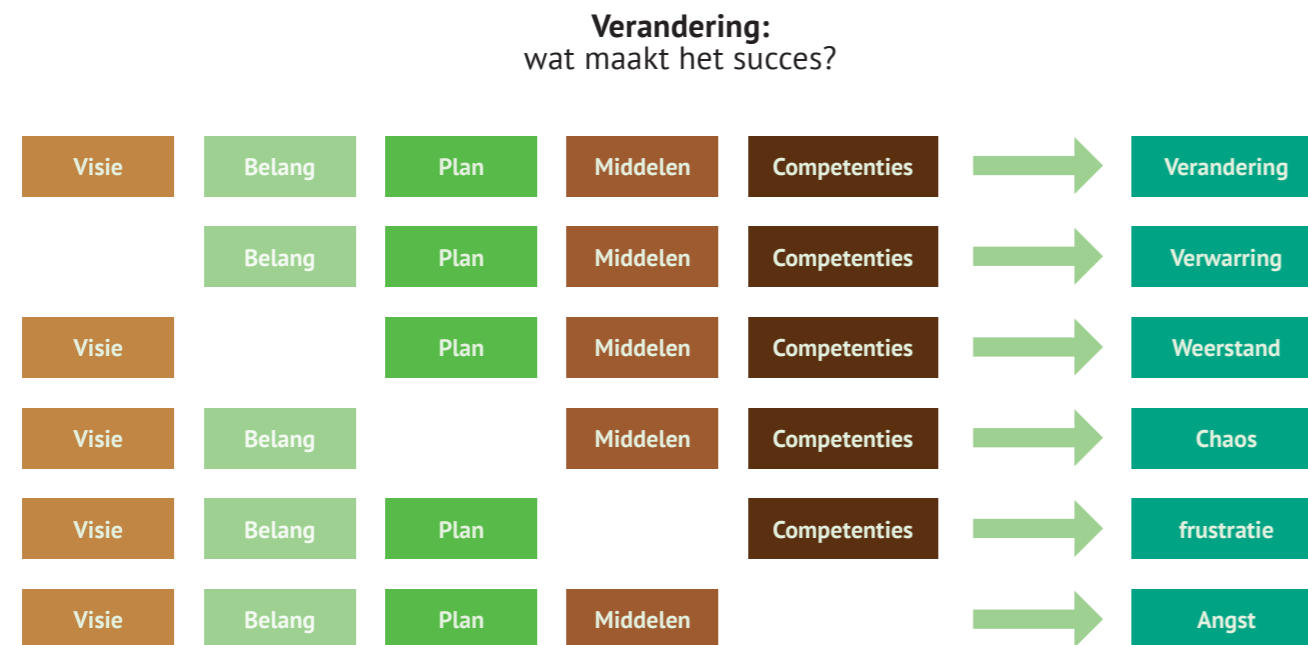 Verandering:
wat maakt het succes?
Visie Belang Plan Middelen Competenties Verandering
Belang Plan Middelen Competenties Verwarring
Visie Plan Middelen Competenties Weerstand
Visie Belang Middelen Competenties Chaos
Visie Belang Plan Competenties frustratie
Visie Belang Plan Middelen Angst